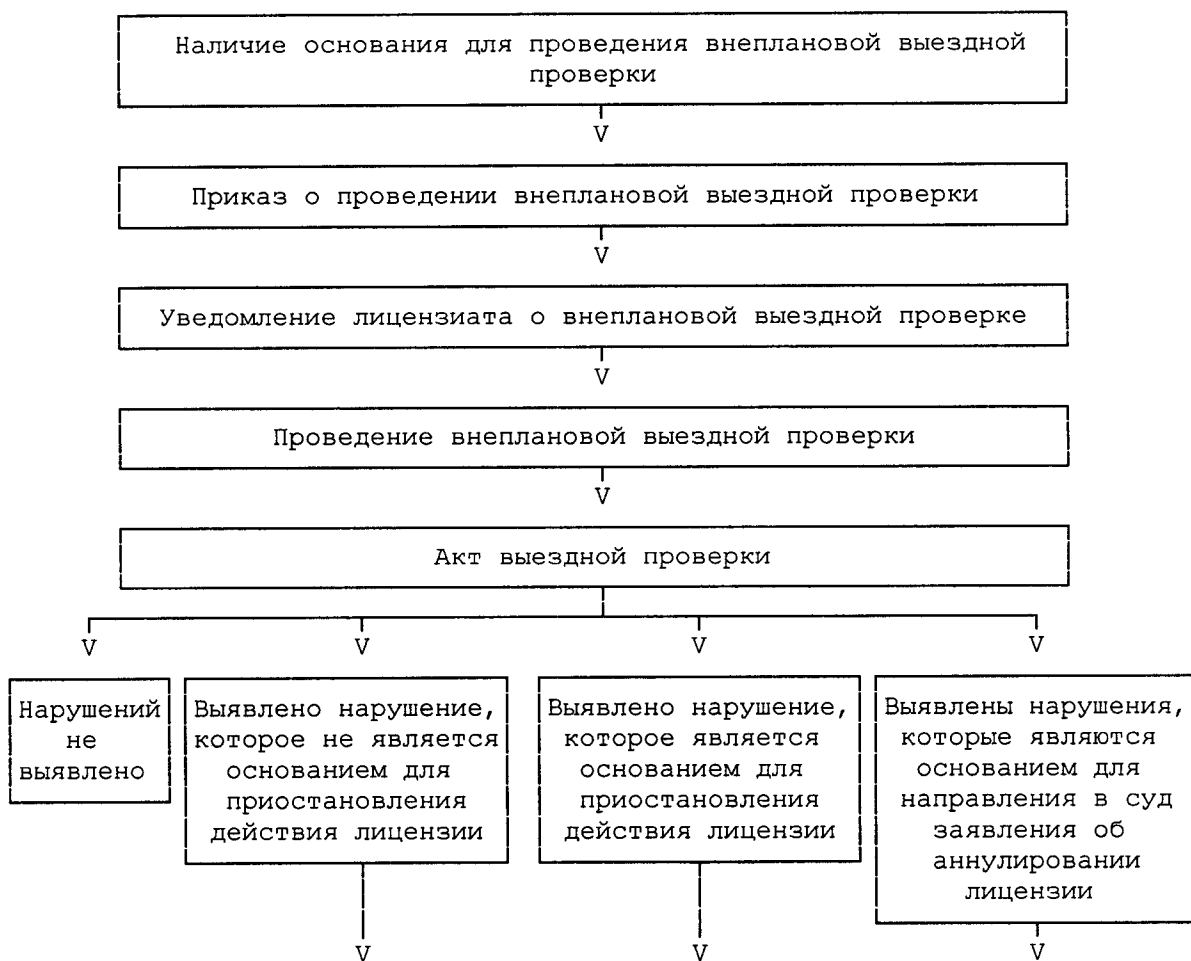 Наличие основания для проведения внеплановой выездной
проверки
V
Приказ о проведении внеплановой выездной проверки
V
Уведомление лицензиата о внеплановой выездной проверке
V
Проведение внеплановой выездной проверки
V
Акт выездной проверки
V V V V
Нарушений
не
выявлено
Выявлено нарушение,
которое не является
основанием для
приостановления
действия лицензии
Выявлено нарушение,
которое является
основанием для
приостановления
действия лицензии
Выявлены нарушения,
которые являются
основанием для
направления в суд
заявления об
аннулировании
лицензии
V V V